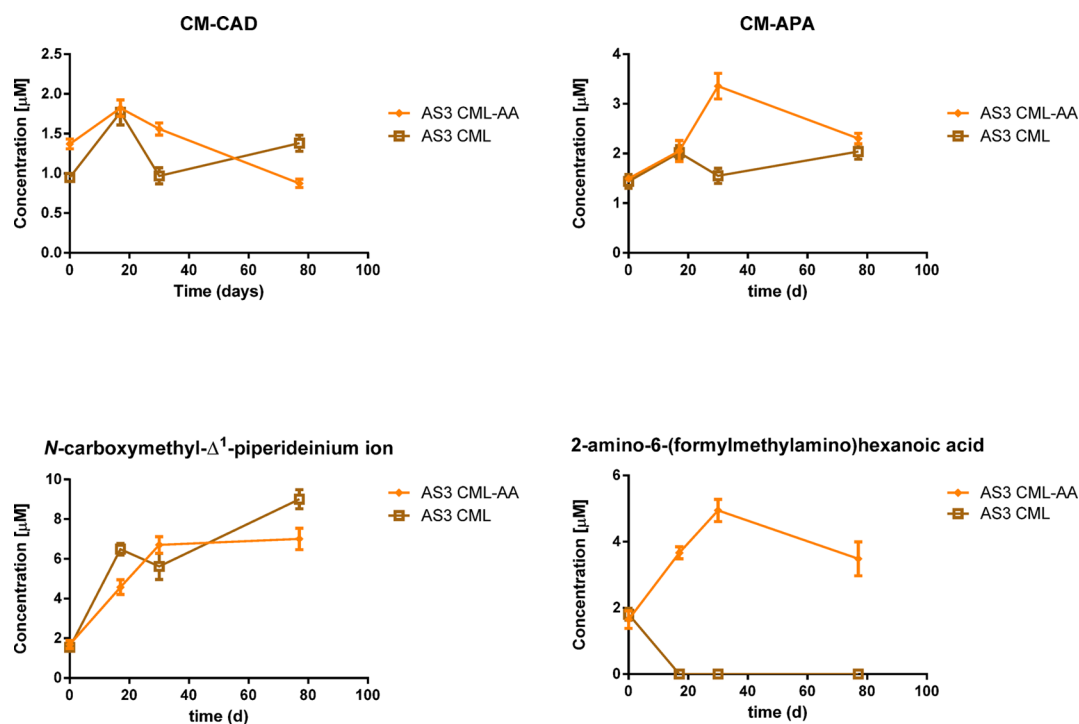 CM-CAD
Concentration [µM]
2.5
2.0
1.5
1.0
0.5
0.0
0 20 40 60 80 100
Time (days)
AS3 CML-AA
AS3 CML
CM-APA
Concentration [µM]
4
3
2
1
0
0 20 40 60 80 100
time (d)
AS3 CML-AA
AS3 CML
N-carboxymethyl-Δ¹-piperideinium ion
Concentration [µM]
10
8
6
4
2
0
0 20 40 60 80 100
time (d)
AS3 CML-AA
AS3 CML
2-amino-6-(formylmethylamino)hexanoic acid
Concentration [µM]
6
4
2
0
0 20 40 60 80 100
time (d)
AS3 CML-AA
AS3 CML